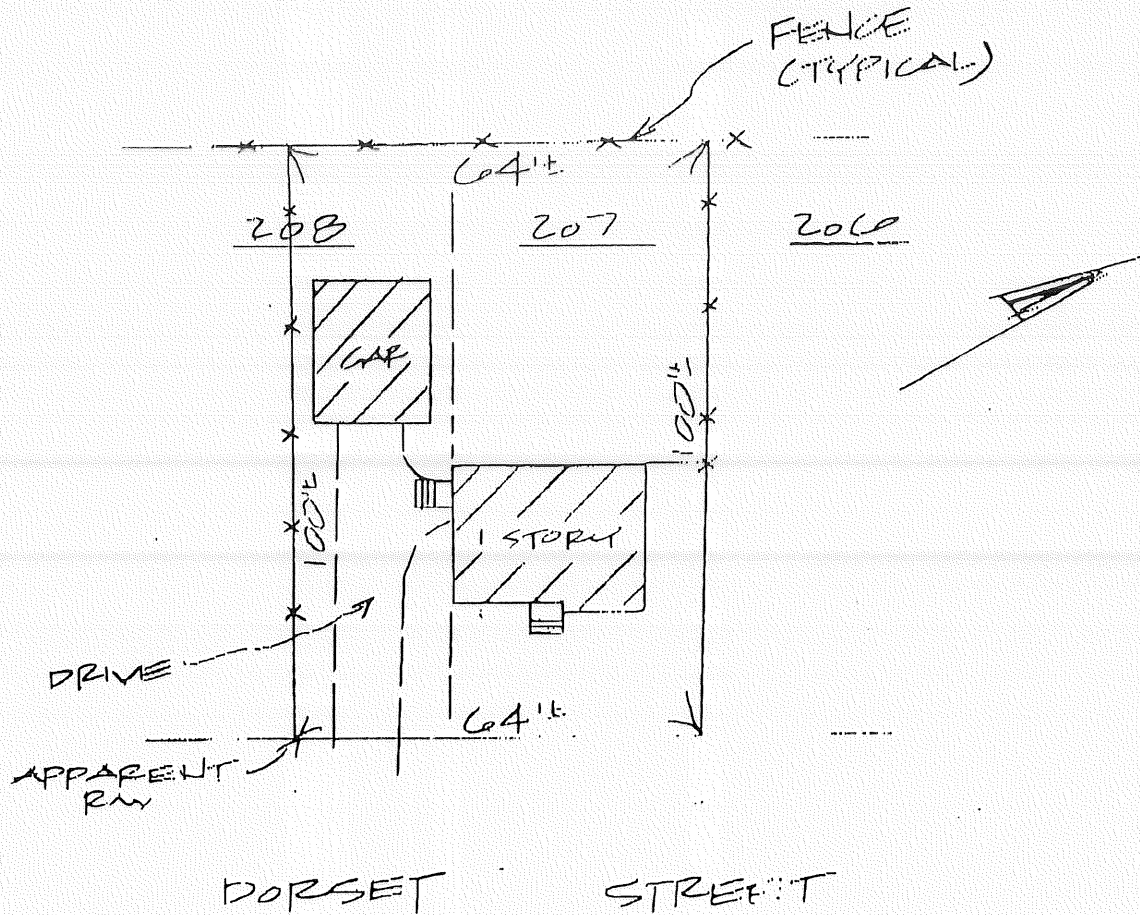 FENCE
(TYPICAL)
64'±
208
207
206
GAR
100'±
100'±
1 STORY
DRIVE
64'±
APPARENT
R/W
DORSET STREET